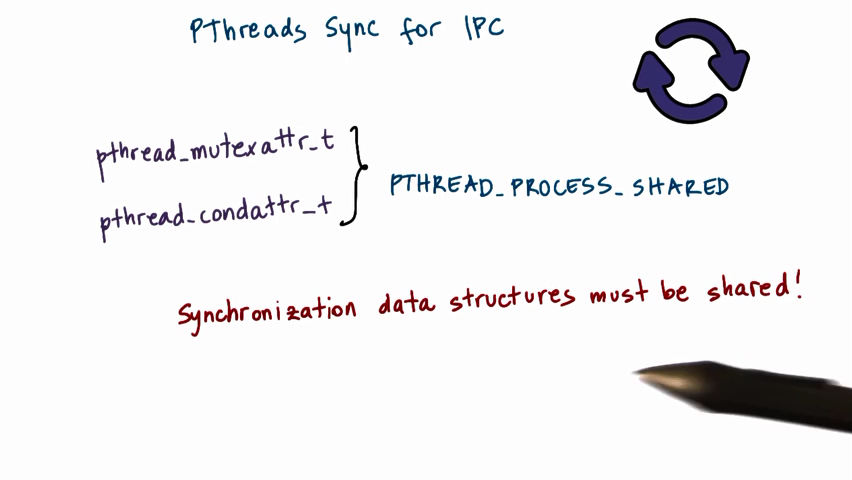 PThreads Sync for IPC
pthread_mutexattr_t
pthread_condattr_t
PTHREAD_PROCESS_SHARED
Synchronization data structures must be shared!